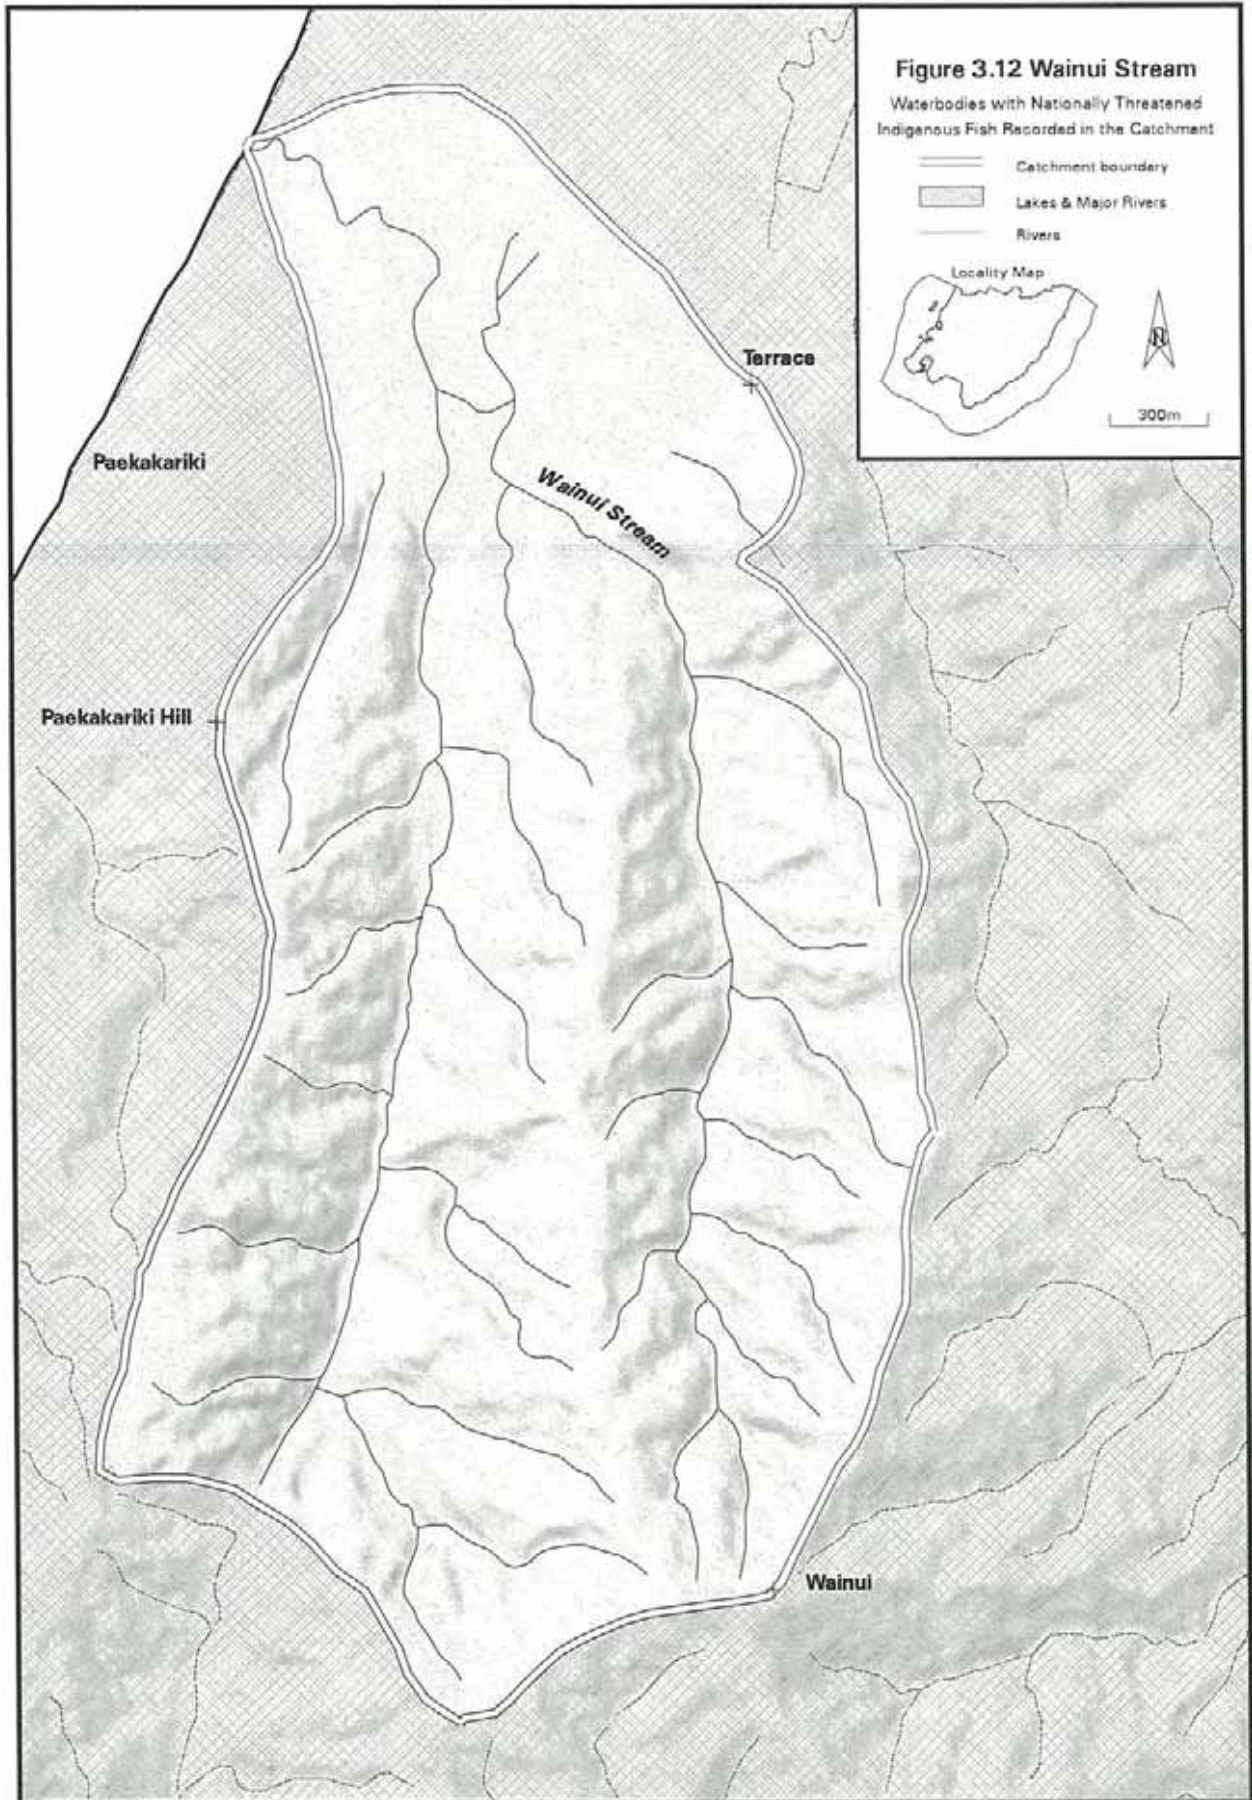 Figure 3.12 Wainui Stream
Waterbodies with Nationally Threatened
Indigenous Fish Recorded in the Catchment
Catchment boundary
Lakes & Major Rivers
Rivers
Locality Map
N
300m
Terrace
Paekakariki
Wainui Stream
Paekakariki Hill
Wainui